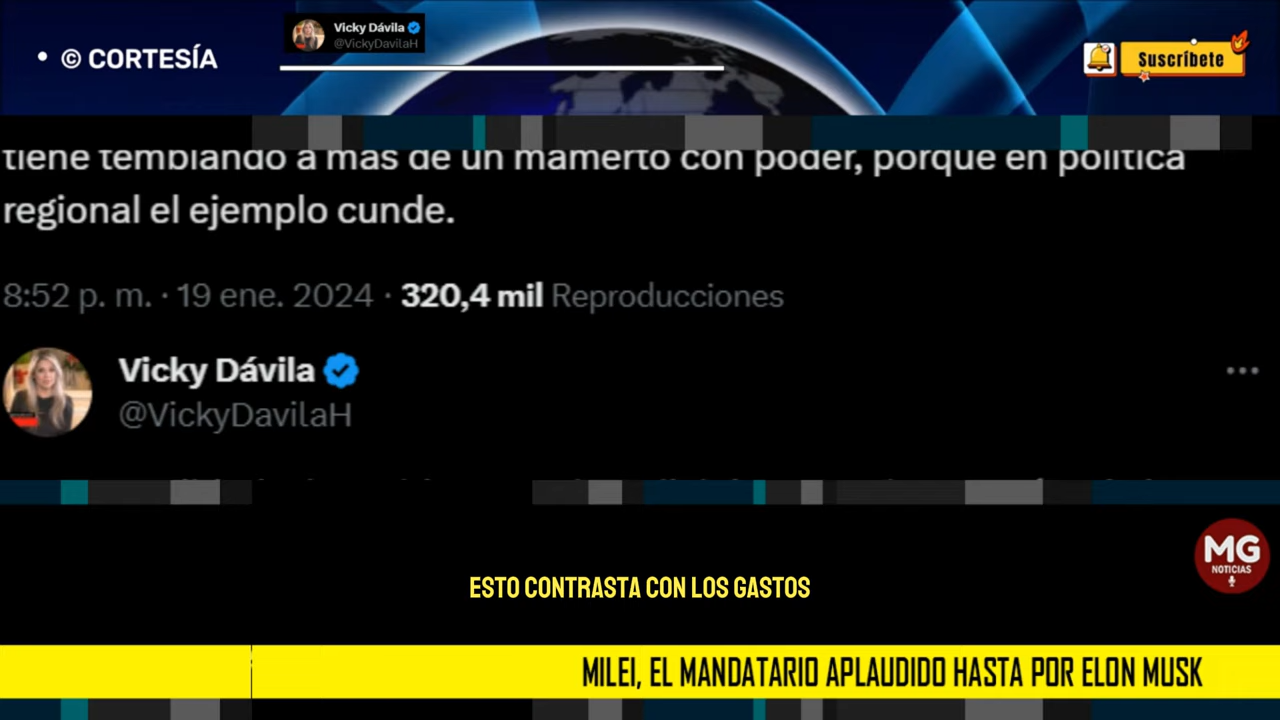 • © CORTESÍA
Vicky Dávila
@VickyDavilaH
Suscríbete
tiene temblando a más de un mamerto con poder, porque en política
regional el ejemplo cunde.
8:52 p. m. · 19 ene. 2024 · 320,4 mil Reproducciones
Vicky Dávila
@VickyDavilaH
MG
NOTICIAS
ESTO CONTRASTA CON LOS GASTOS
MILEI, EL MANDATARIO APLAUDIDO HASTA POR ELON MUSK